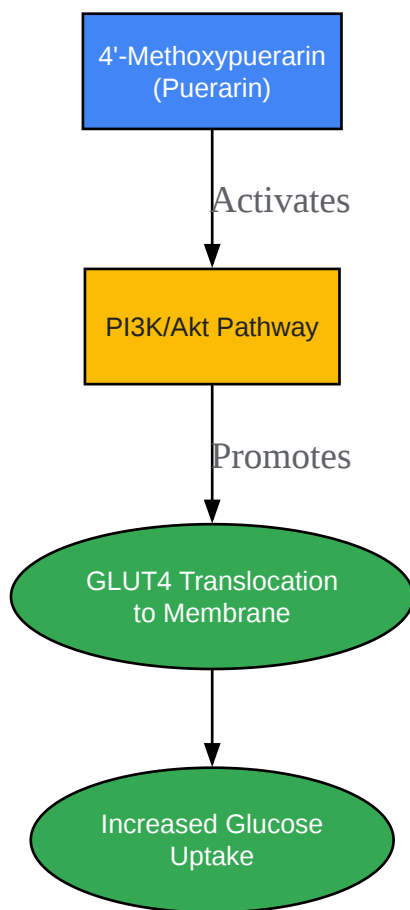 4'-Methoxypuerarin
(Puerarin)
Activates
PI3K/Akt Pathway
Promotes
GLUT4 Translocation
to Membrane
Increased Glucose
Uptake